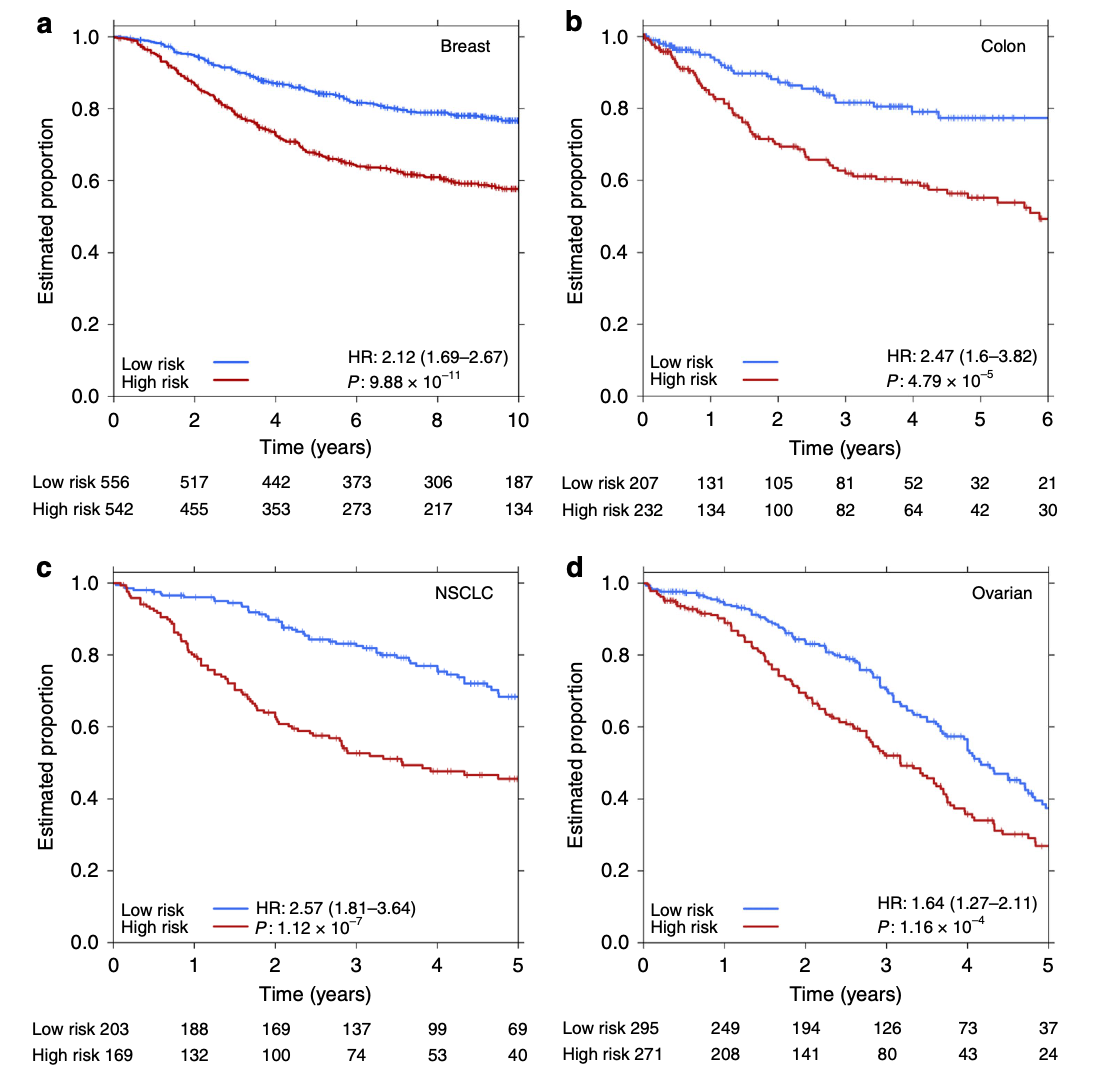 a
Breast
1.0
0.8
0.6
0.4
0.2
0.0
Estimated proportion
Low risk
High risk
HR: 2.12 (1.69–2.67)
P: 9.88 × 10⁻¹¹
0 2 4 6 8 10
Time (years)
Low risk 556 517 442 373 306 187
High risk 542 455 353 273 217 134
b
Colon
1.0
0.8
0.6
0.4
0.2
0.0
Estimated proportion
Low risk
High risk
HR: 2.47 (1.6–3.82)
P: 4.79 × 10⁻⁵
0 1 2 3 4 5 6
Time (years)
Low risk 207 131 105 81 52 32 21
High risk 232 134 100 82 64 42 30
c
NSCLC
1.0
0.8
0.6
0.4
0.2
0.0
Estimated proportion
Low risk
High risk
HR: 2.57 (1.81–3.64)
P: 1.12 × 10⁻⁷
0 1 2 3 4 5
Time (years)
Low risk 203 188 169 137 99 69
High risk 169 132 100 74 53 40
d
Ovarian
1.0
0.8
0.6
0.4
0.2
0.0
Estimated proportion
Low risk
High risk
HR: 1.64 (1.27–2.11)
P: 1.16 × 10⁻⁴
0 1 2 3 4 5
Time (years)
Low risk 295 249 194 126 73 37
High risk 271 208 141 80 43 24